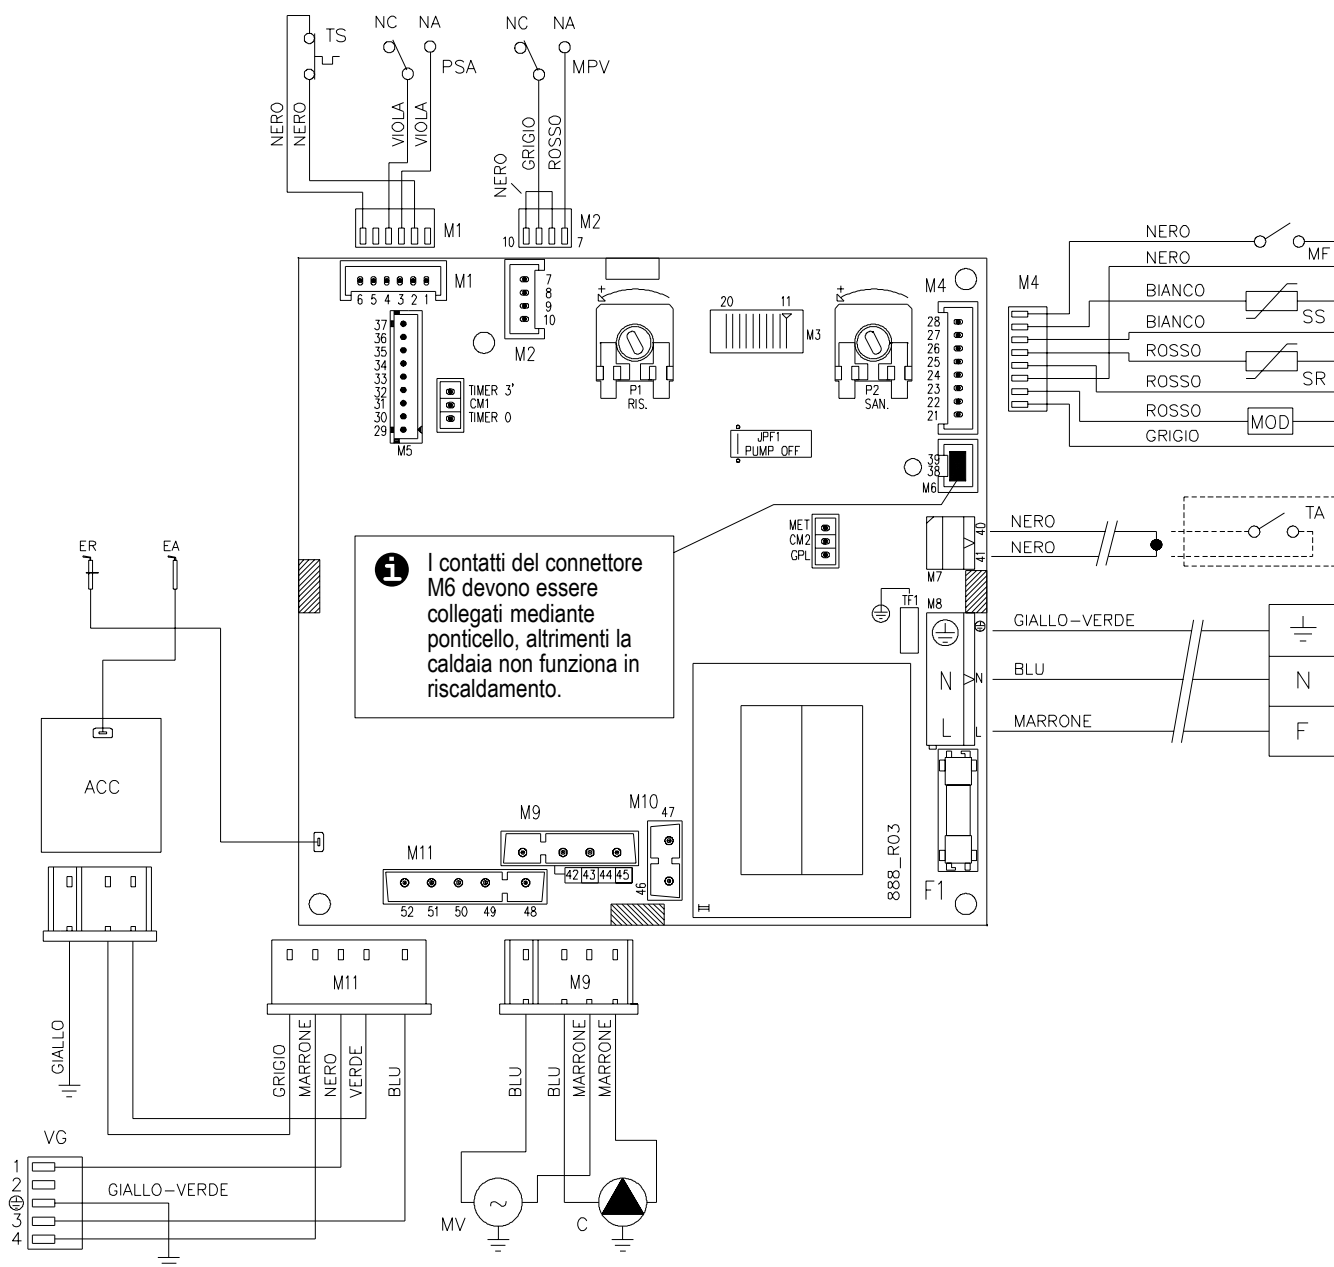 TS
NC
NA
PSA
NC
NA
MPV
NERO
NERO
VIOLA
VIOLA
NERO
GRIGIO
ROSSO
M1
10
7
M2
M1
6 5 4 3 2 1
7
8
9
10
M2
37
36
35
34
33
32
31
30
29
M5
TIMER 3'
CM1
TIMER 0
+
P1
RIS.
20
11
M3
+
P2
SAN.
M4
28
27
26
25
24
23
22
21
JPF1
PUMP OFF
39
38
M6
M4
NERO
MF
NERO
BIANCO
SS
BIANCO
ROSSO
SR
ROSSO
ROSSO
MOD
GRIGIO
MET
CM2
GPL
40
41
M7
NERO
NERO
TA
i
I contatti del connettore
M6 devono essere
collegati mediante
ponticello, altrimenti la
caldaia non funziona in
riscaldamento.
TF1
M8
N
N
L
L
GIALLO-VERDE
BLU
N
MARRONE
F
ER
EA
ACC
M9
42 43 44 45
M10
47
46
M11
52 51 50 49 48
888_R03
F1
M11
M9
GIALLO
GRIGIO
MARRONE
NERO
VERDE
BLU
BLU
BLU
MARRONE
MARRONE
VG
1
2
3
4
GIALLO-VERDE
MV
~
C